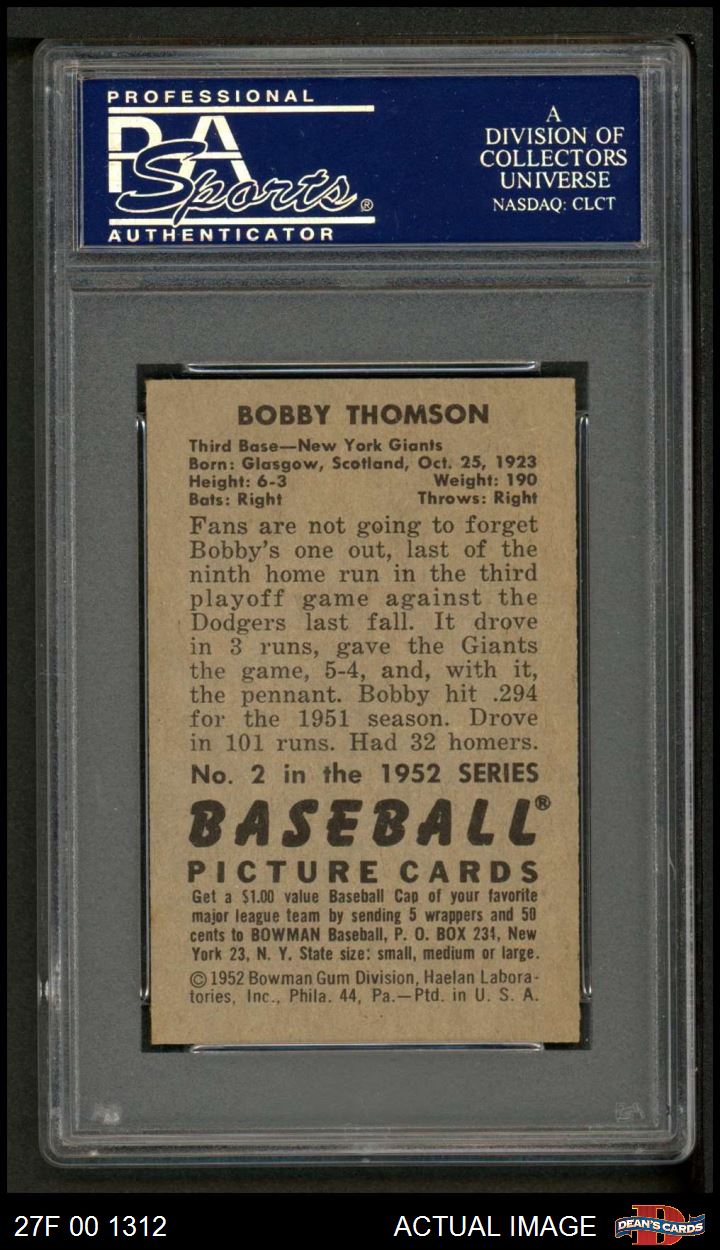 PROFESSIONAL
PSA
Sports®
AUTHENTICATOR
A
DIVISION OF
COLLECTORS
UNIVERSE
NASDAQ: CLCT
BOBBY THOMSON
Third Base—New York Giants
Born: Glasgow, Scotland, Oct. 25, 1923
Height: 6-3 Weight: 190
Bats: Right Throws: Right
Fans are not going to forget
Bobby's one out, last of the
ninth home run in the third
playoff game against the
Dodgers last fall. It drove
in 3 runs, gave the Giants
the game, 5-4, and, with it,
the pennant. Bobby hit .294
for the 1951 season. Drove
in 101 runs. Had 32 homers.
No. 2 in the 1952 SERIES
BASEBALL®
PICTURE CARDS
Get a $1.00 value Baseball Cap of your favorite
major league team by sending 5 wrappers and 50
cents to BOWMAN Baseball, P. O. BOX 231, New
York 23, N. Y. State size: small, medium or large.
© 1952 Bowman Gum Division, Haelan Labora-
tories, Inc., Phila. 44, Pa.—Ptd. in U. S. A.
27F 00 1312 ACTUAL IMAGE
DEAN'S CARDS